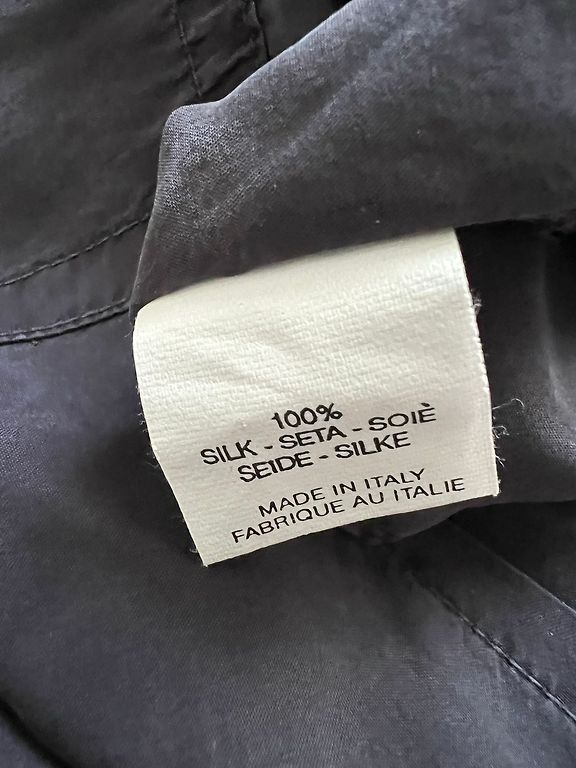 100%
SILK - SETA - SOIÈ
SEIDE - SILKE
MADE IN ITALY
FABRIQUE AU ITALIE